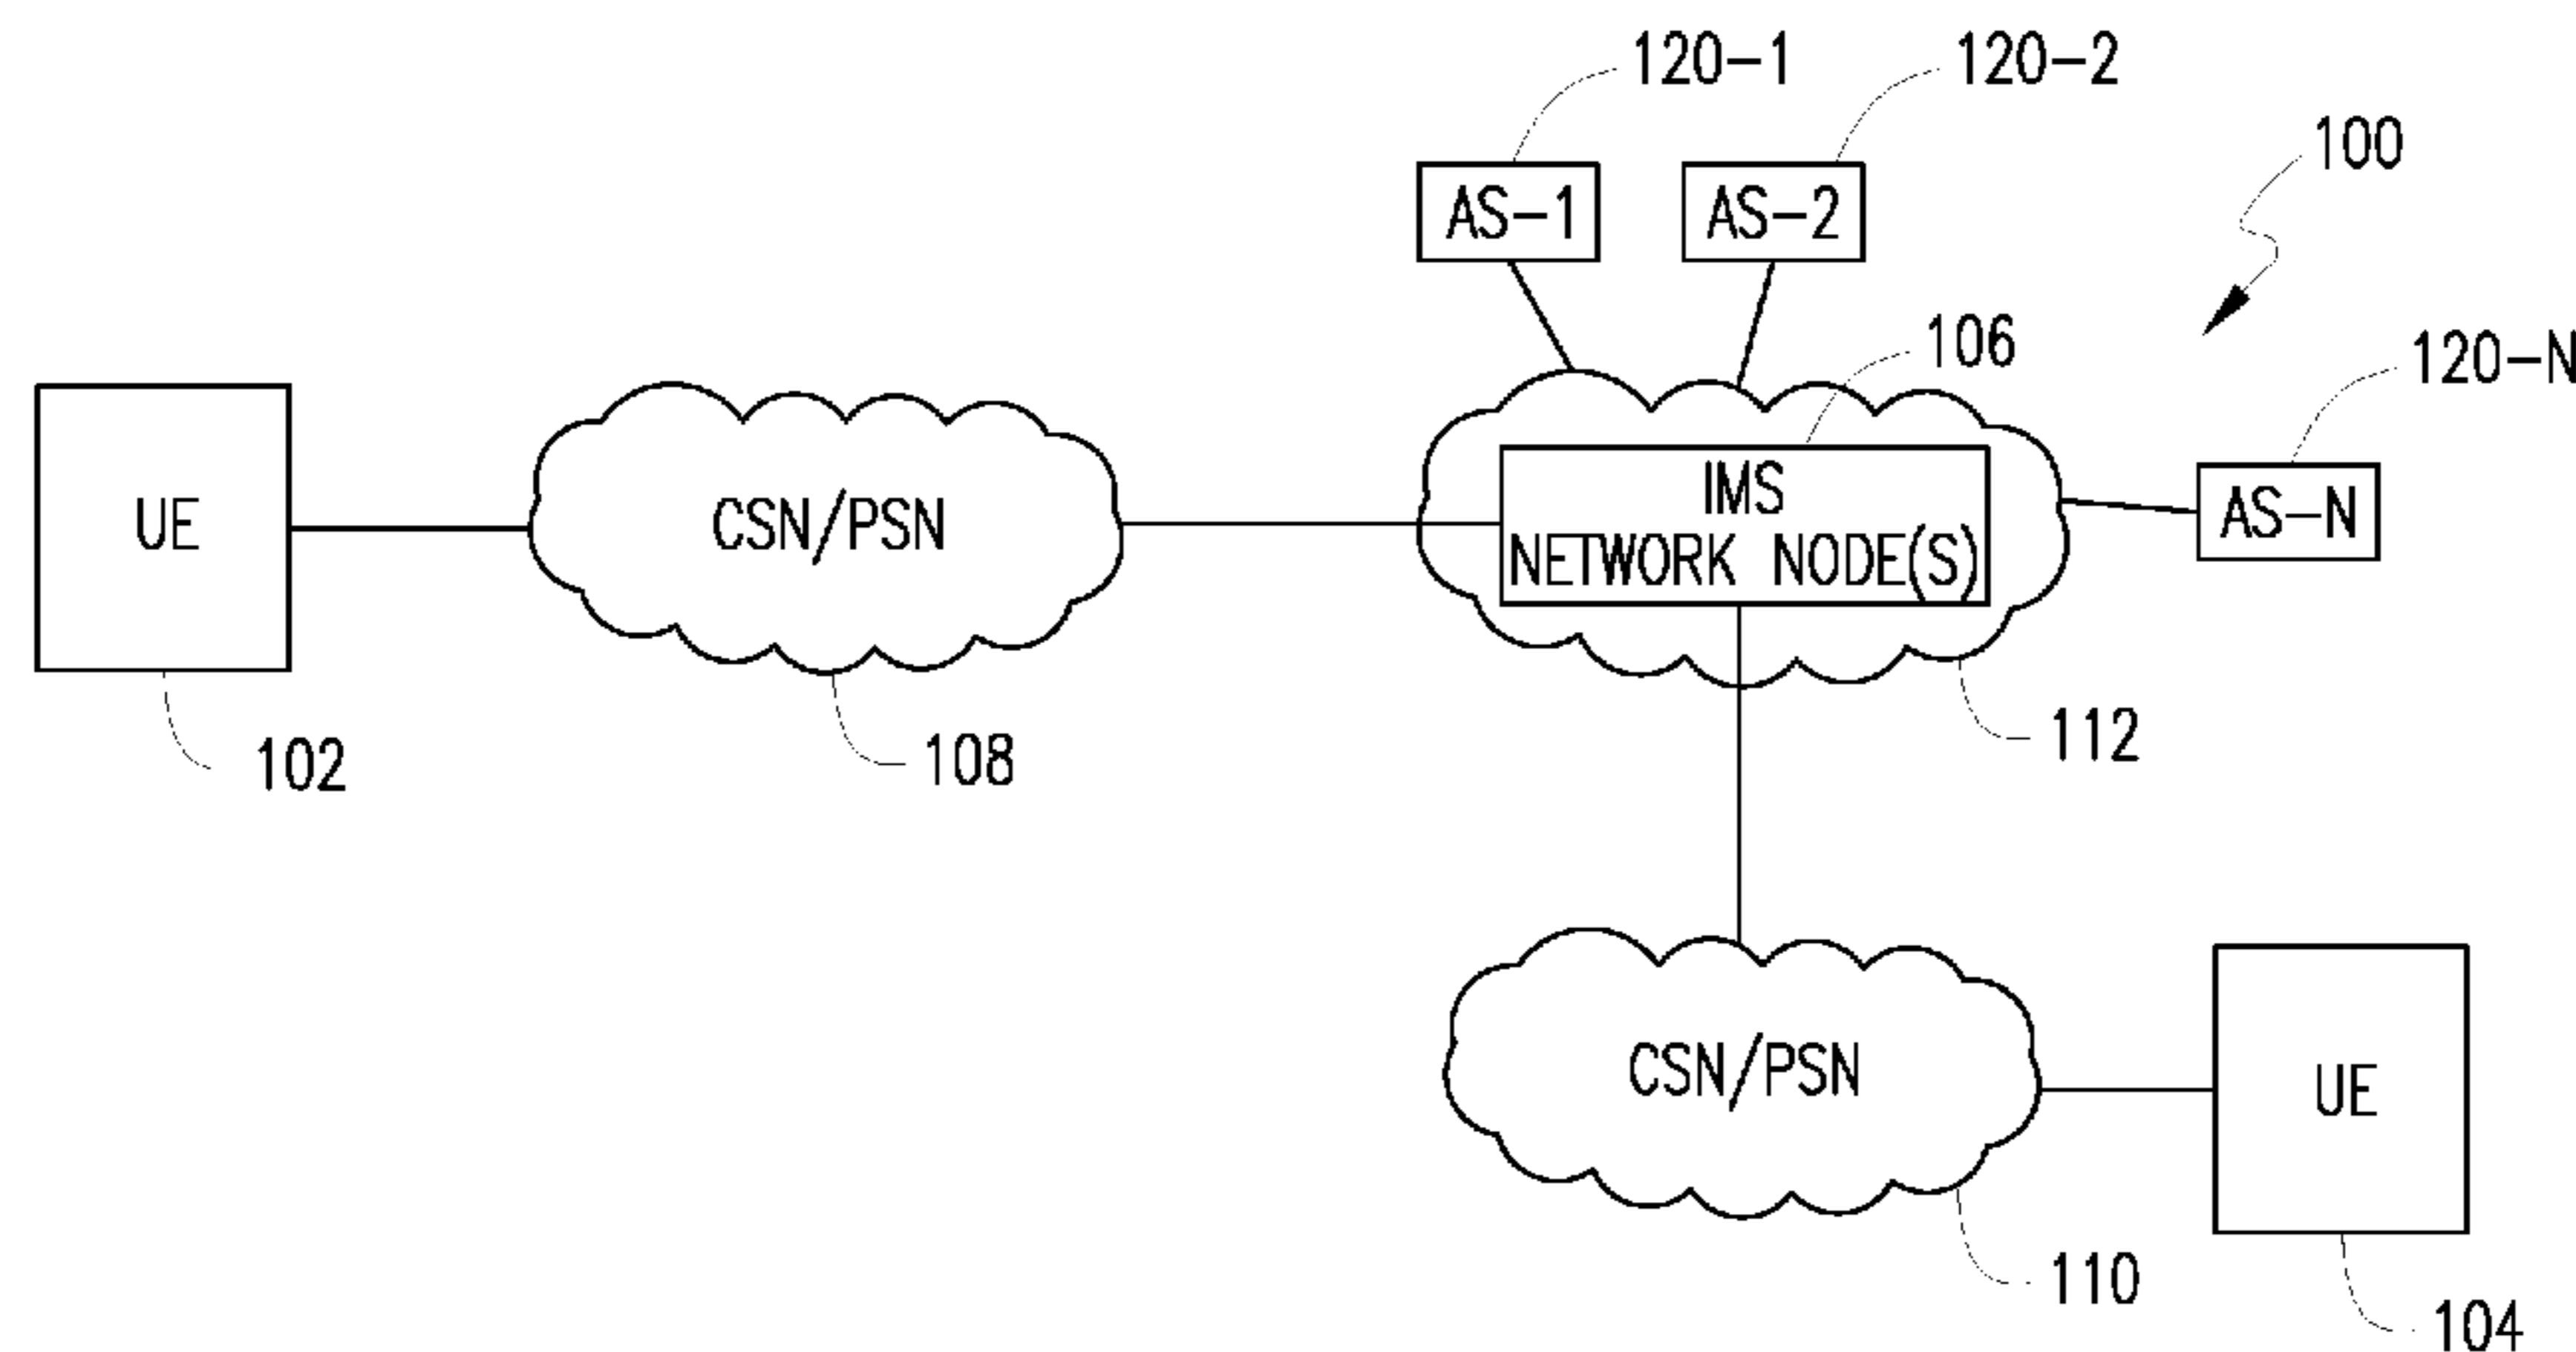 120-1
120-2
100
AS-1
AS-2
106
120-N
UE
CSN/PSN
IMS
NETWORK NODE(S)
AS-N
102
108
112
CSN/PSN
UE
110
104